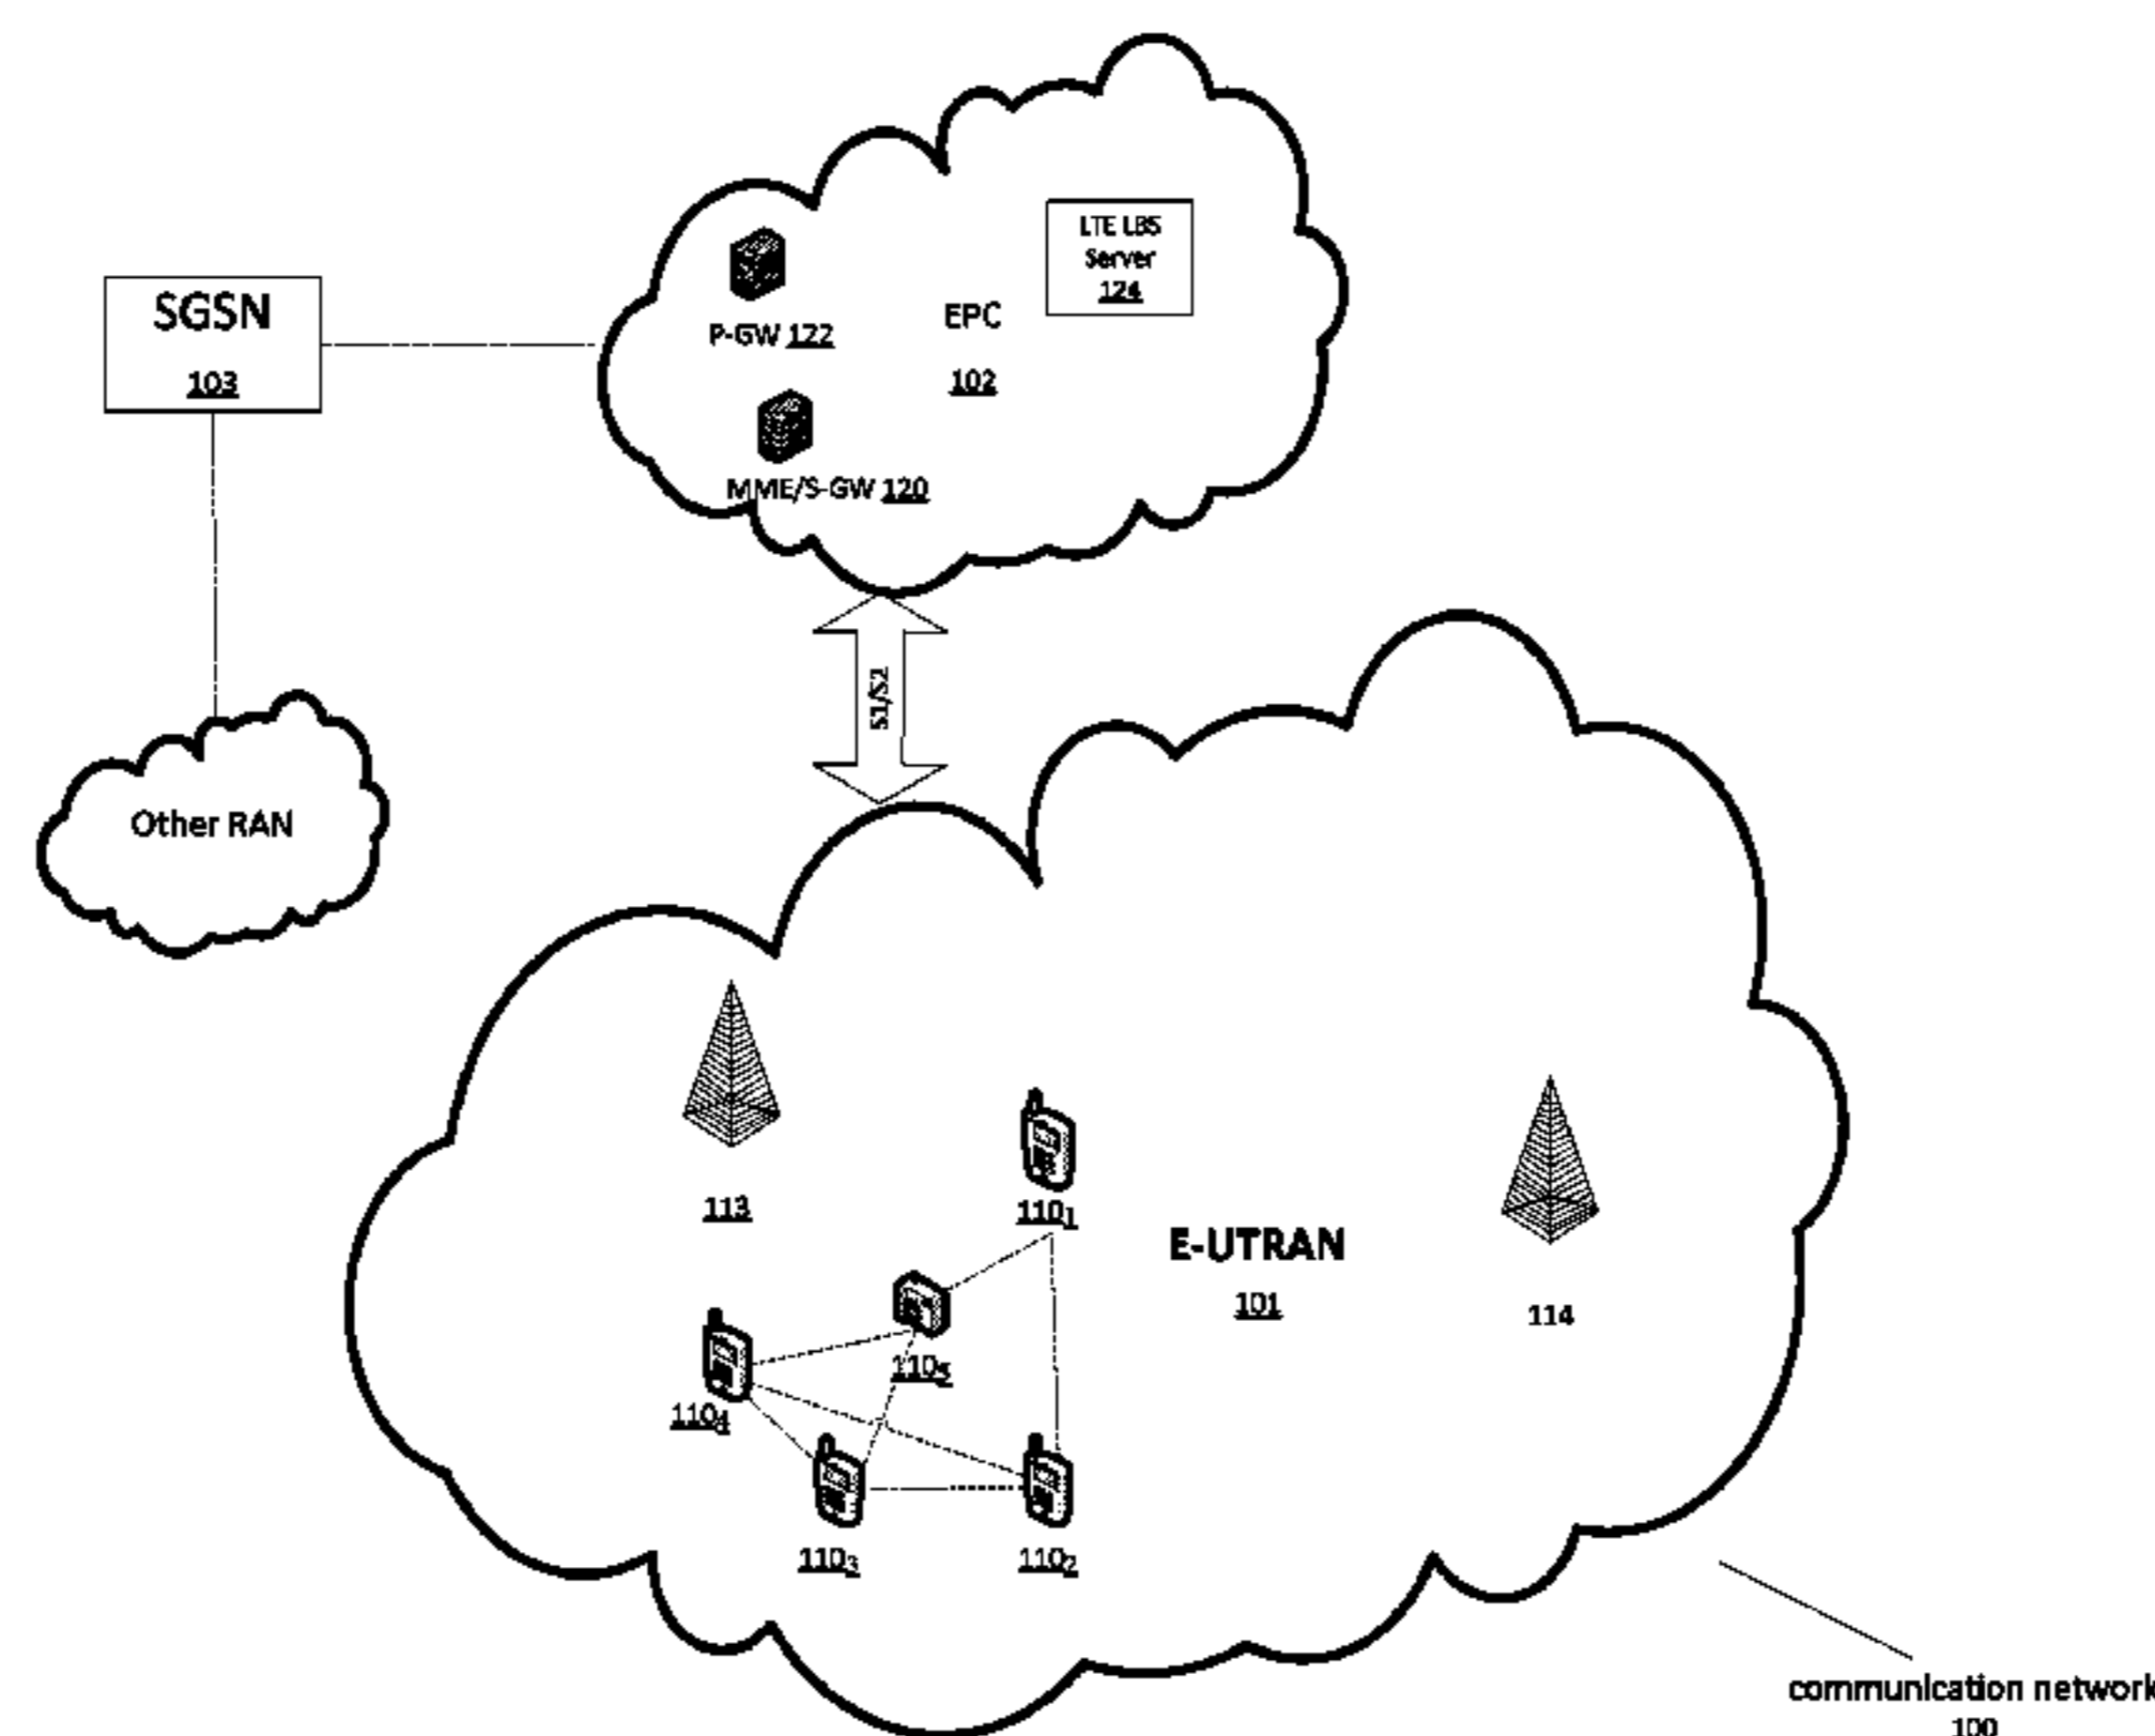 LTE LBS
Server
124
SGSN
103
EPC
102
P-GW 122
MME/S-GW 120
S1/S2
Other RAN
113
110₁
E-UTRAN
101
114
110₅
110₄
110₃
110₂
communication network
100